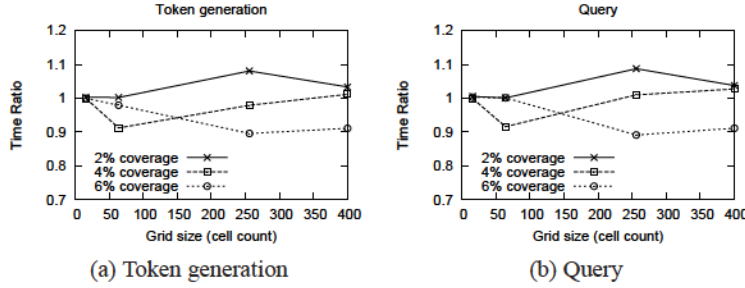 Token generation
1.2
1.1
1
0.9
0.8
0.7
Time Ratio
2% coverage
4% coverage
6% coverage
0 50 100 150 200 250 300 350 400
Grid size (cell count)
(a) Token generation
Query
1.2
1.1
1
0.9
0.8
0.7
Time Ratio
2% coverage
4% coverage
6% coverage
0 50 100 150 200 250 300 350 400
Grid size (cell count)
(b) Query